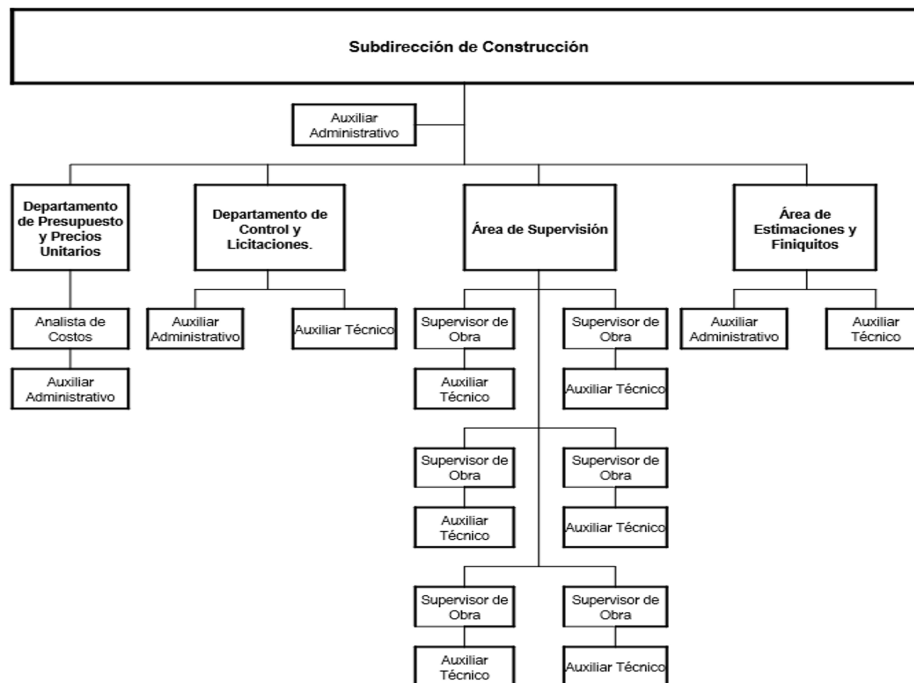 Subdirección de Construcción
Auxiliar
Administrativo
Departamento
de Presupuesto
y Precios
Unitarios
Departamento de
Control y
Licitaciones.
Área de Supervisión
Área de
Estimaciones y
Finiquitos
Analista de
Costos
Auxiliar
Administrativo
Auxiliar
Administrativo
Auxiliar Técnico
Supervisor de
Obra
Auxiliar
Técnico
Supervisor de
Obra
Auxiliar Técnico
Supervisor de
Obra
Auxiliar
Técnico
Supervisor de
Obra
Auxiliar Técnico
Supervisor de
Obra
Auxiliar
Técnico
Supervisor de
Obra
Auxiliar Técnico
Auxiliar
Administrativo
Auxiliar
Técnico